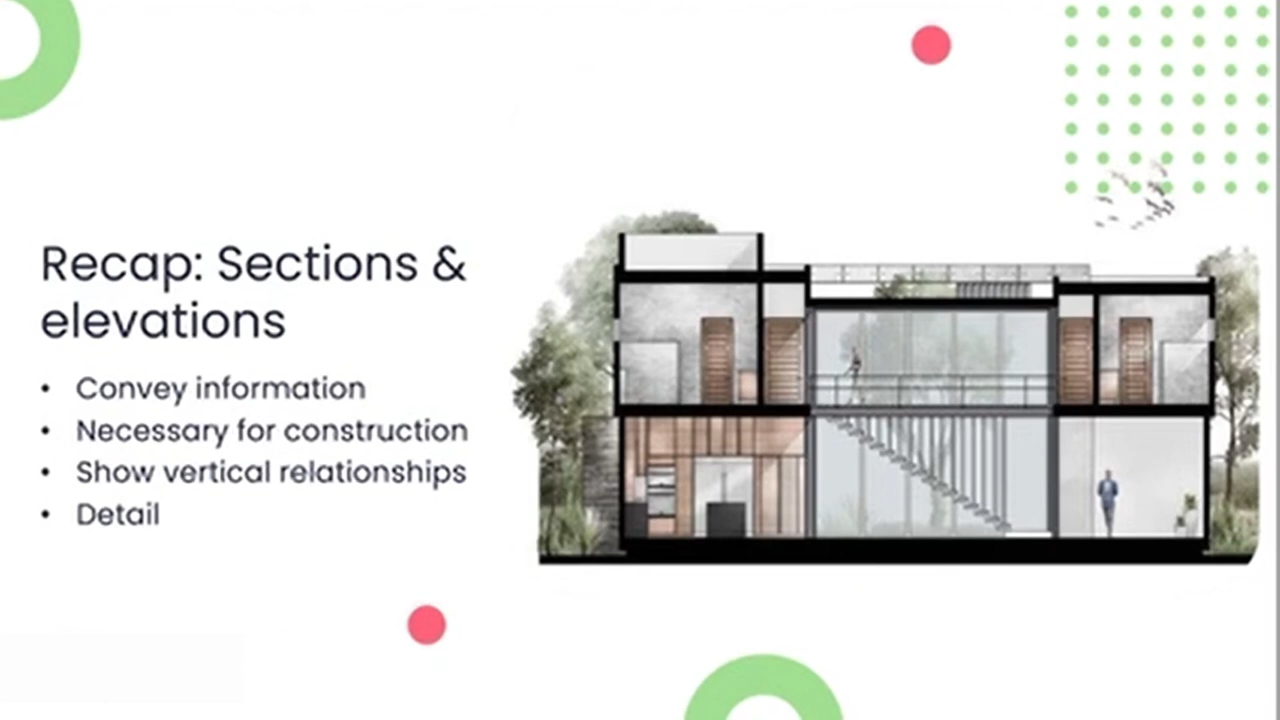 Recap: Sections &
elevations
• Convey information
• Necessary for construction
• Show vertical relationships
• Detail